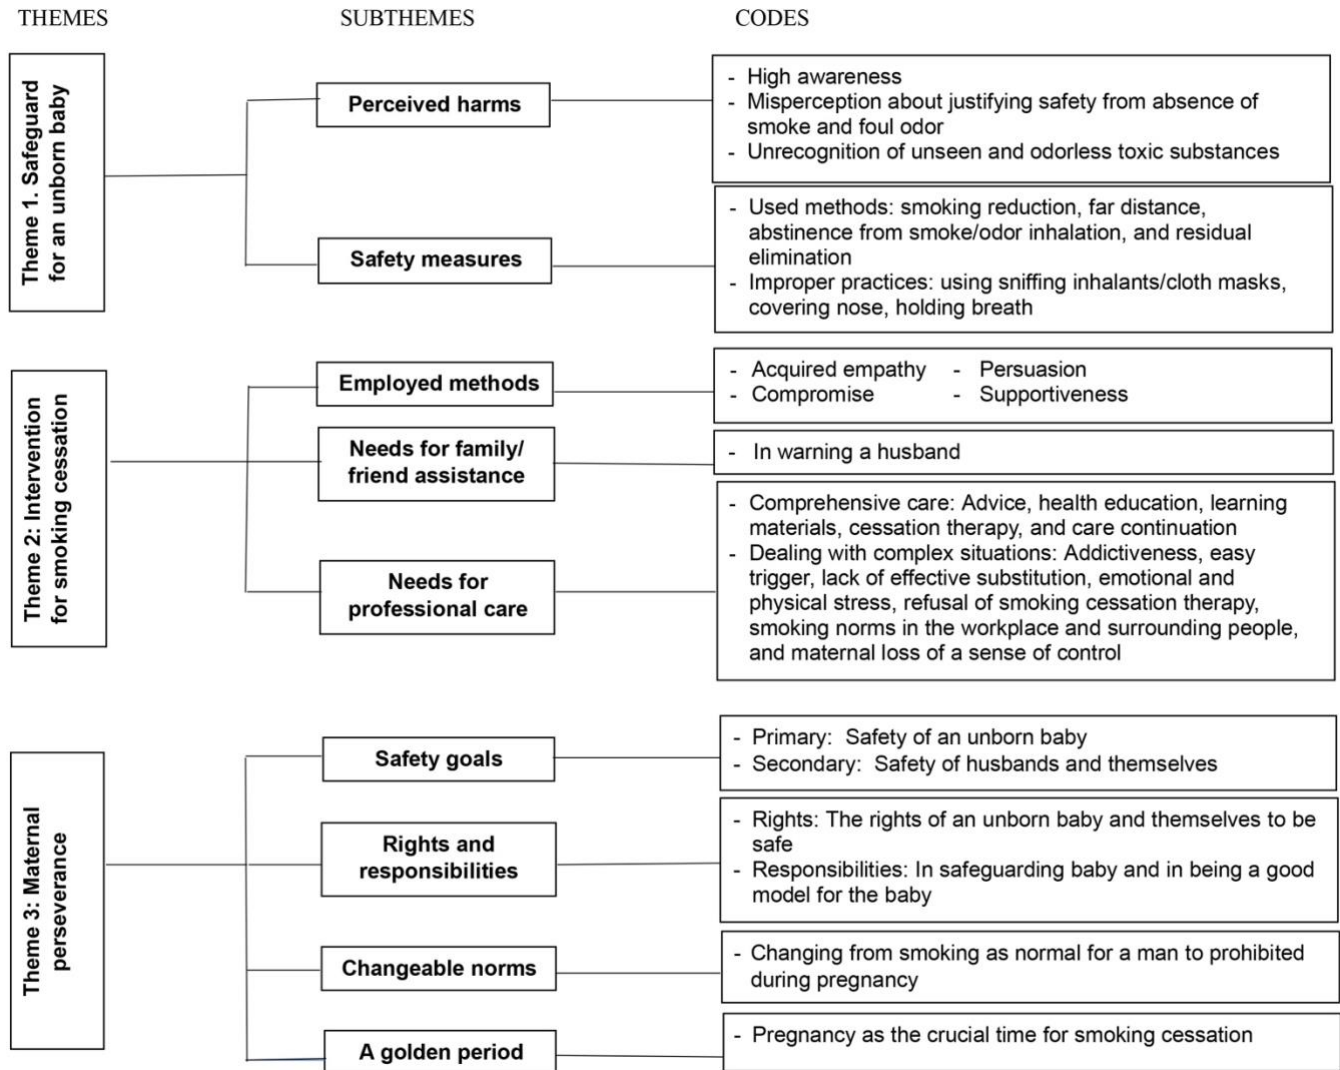 THEMES
SUBTHEMES
CODES
Theme 1. Safeguard
for an unborn baby
Perceived harms
- High awareness
- Misperception about justifying safety from absence of
smoke and foul odor
- Unrecognition of unseen and odorless toxic substances
Safety measures
- Used methods: smoking reduction, far distance,
abstinence from smoke/odor inhalation, and residual
elimination
- Improper practices: using sniffing inhalants/cloth masks,
covering nose, holding breath
Theme 2: Intervention
for smoking cessation
Employed methods
- Acquired empathy - Persuasion
- Compromise - Supportiveness
Needs for family/
friend assistance
- In warning a husband
Needs for
professional care
- Comprehensive care: Advice, health education, learning
materials, cessation therapy, and care continuation
- Dealing with complex situations: Addictiveness, easy
trigger, lack of effective substitution, emotional and
physical stress, refusal of smoking cessation therapy,
smoking norms in the workplace and surrounding people,
and maternal loss of a sense of control
Theme 3: Maternal
perseverance
Safety goals
- Primary: Safety of an unborn baby
- Secondary: Safety of husbands and themselves
Rights and
responsibilities
- Rights: The rights of an unborn baby and themselves to be
safe
- Responsibilities: In safeguarding baby and in being a good
model for the baby
Changeable norms
- Changing from smoking as normal for a man to prohibited
during pregnancy
A golden period
- Pregnancy as the crucial time for smoking cessation